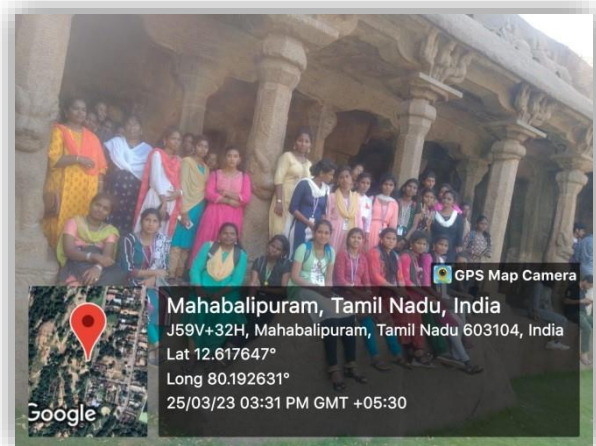 GPS Map Camera
Mahabalipuram, Tamil Nadu, India
J59V+32H, Mahabalipuram, Tamil Nadu 603104, India
Lat 12.617647°
Long 80.192631°
25/03/23 03:31 PM GMT +05:30
Google